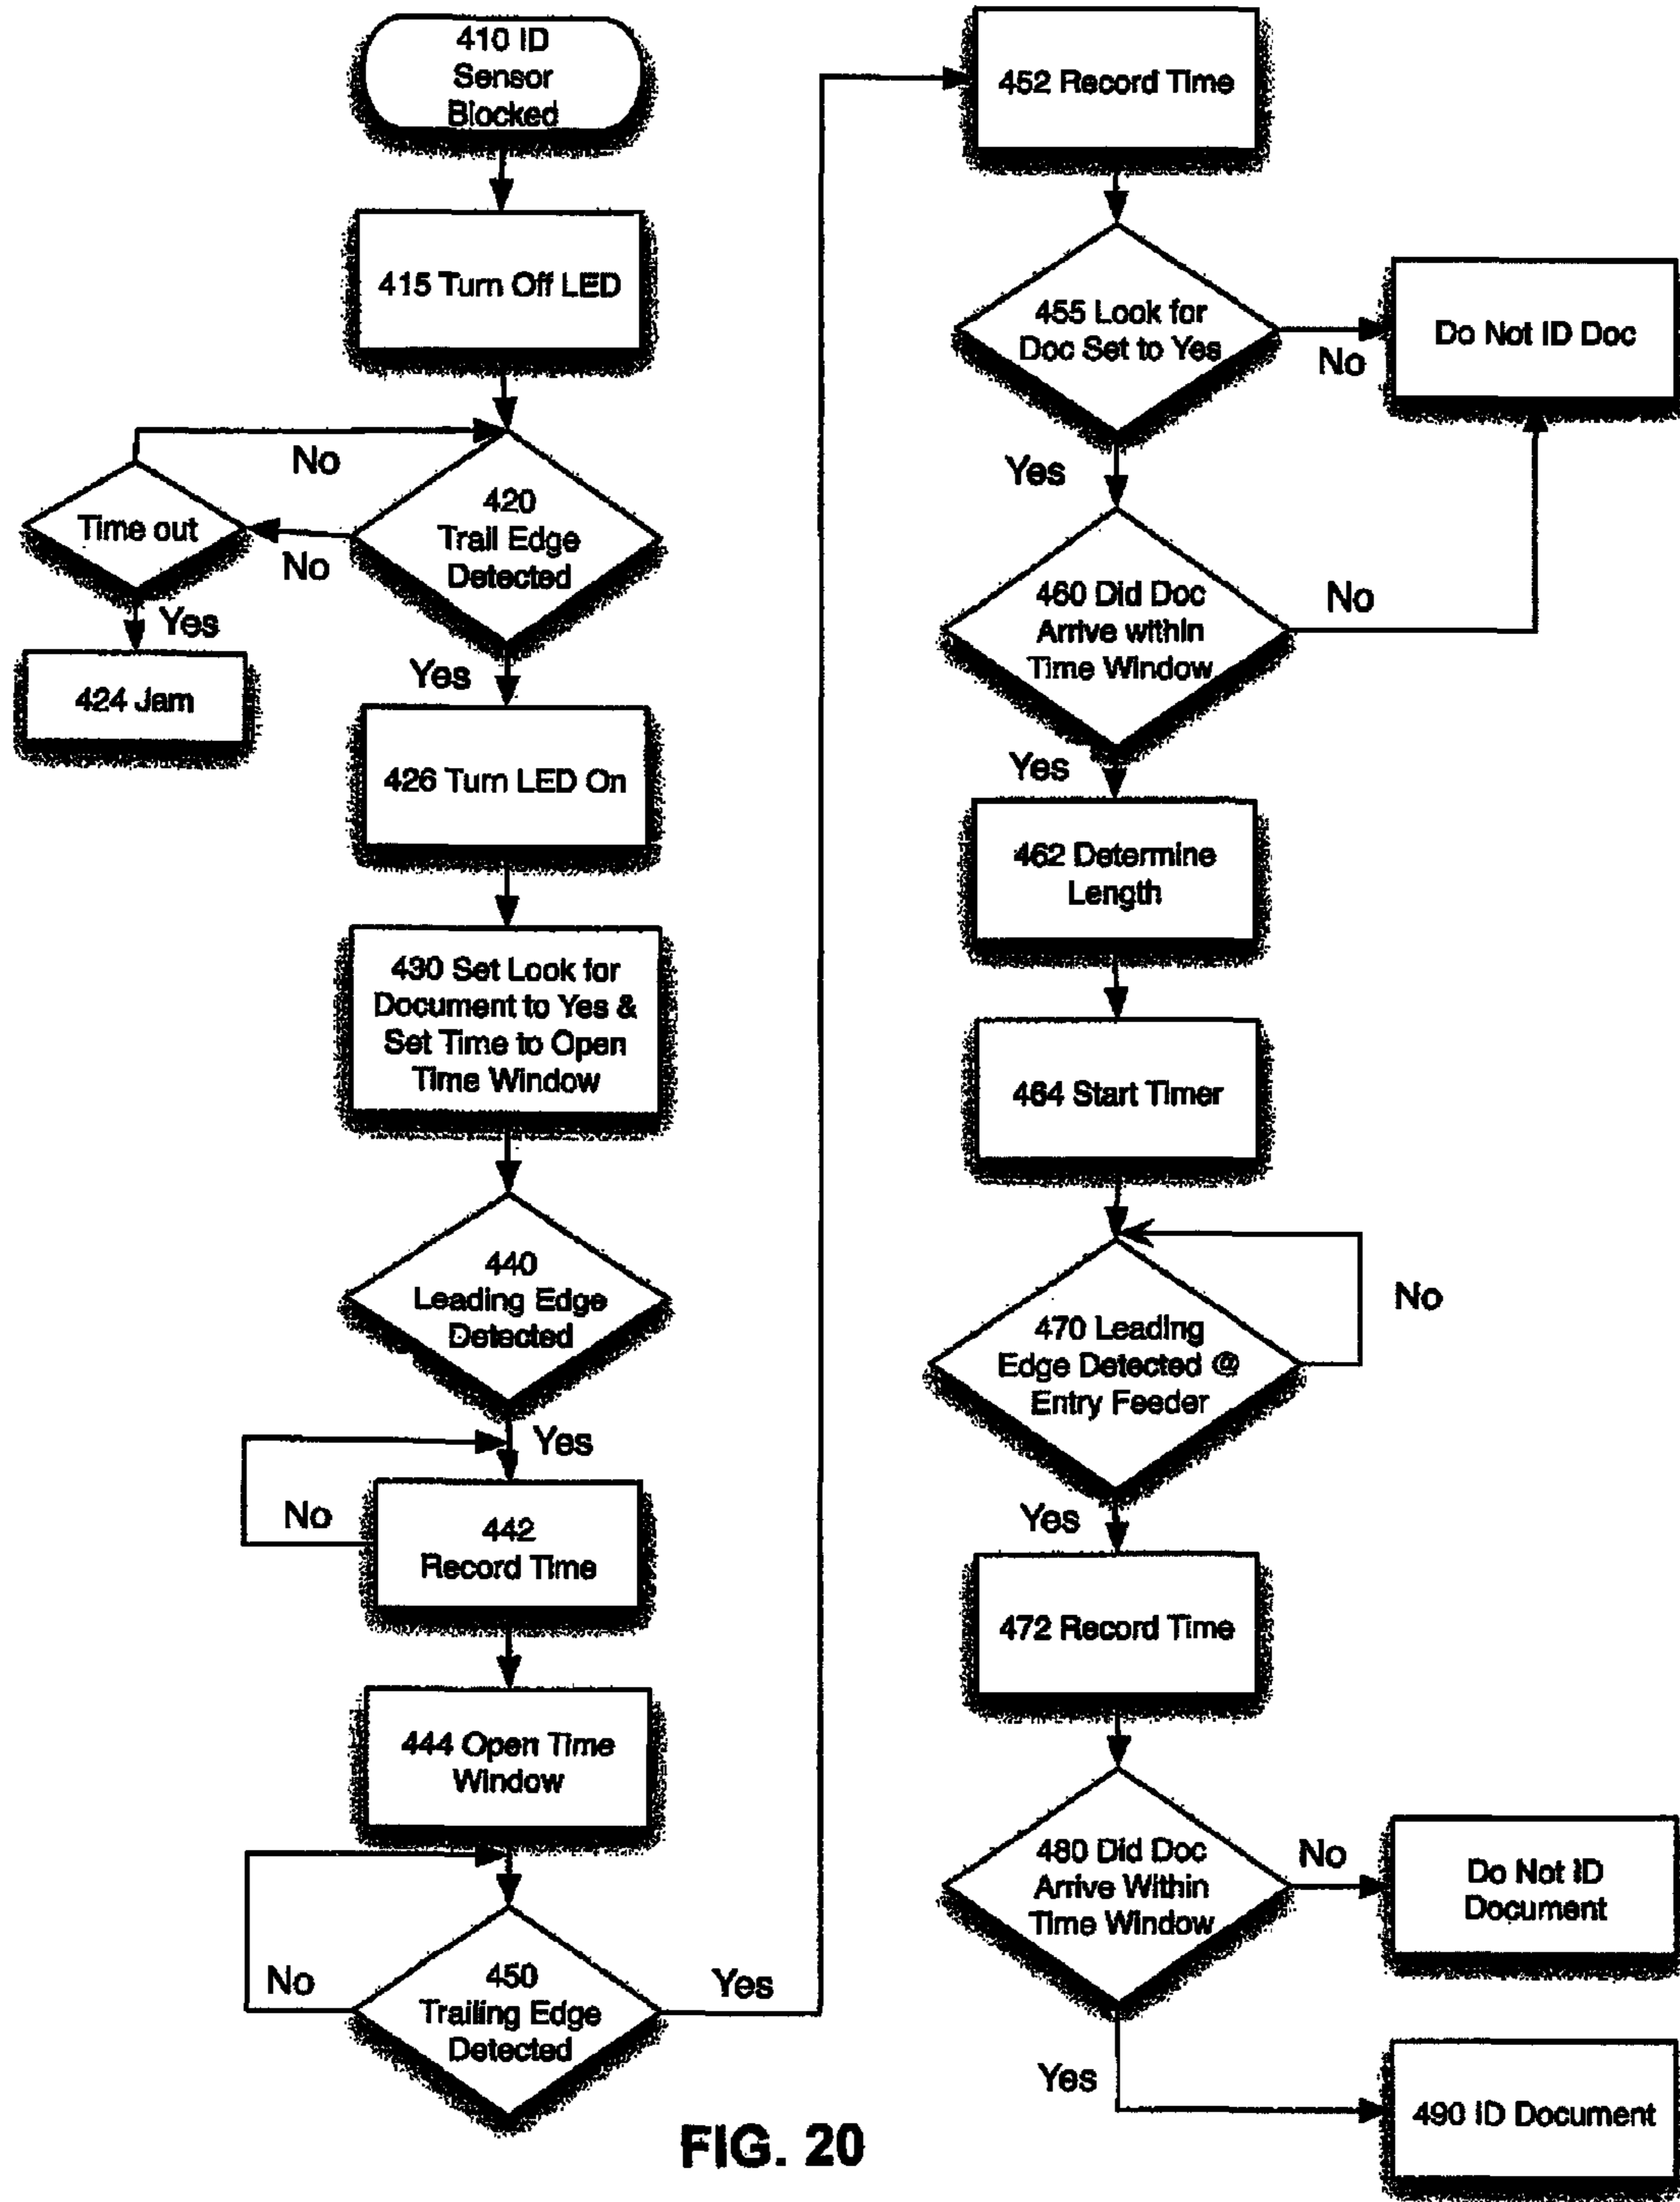 410 ID
Sensor
Blocked
415 Turn Off LED
No
Time out
No
420
Trail Edge
Detected
Yes
424 Jam
Yes
426 Turn LED On
430 Set Look for
Document to Yes &
Set Time to Open
Time Window
440
Leading Edge
Detected
Yes
No
442
Record Time
444 Open Time
Window
No
450
Trailing Edge
Detected
Yes
452 Record Time
455 Look for
Doc Set to Yes
No
Do Not ID Doc
Yes
460 Did Doc
Arrive within
Time Window
No
Yes
462 Determine
Length
464 Start Timer
470 Leading
Edge Detected @
Entry Feeder
No
Yes
472 Record Time
480 Did Doc
Arrive Within
Time Window
No
Do Not ID
Document
Yes
490 ID Document
FIG. 20